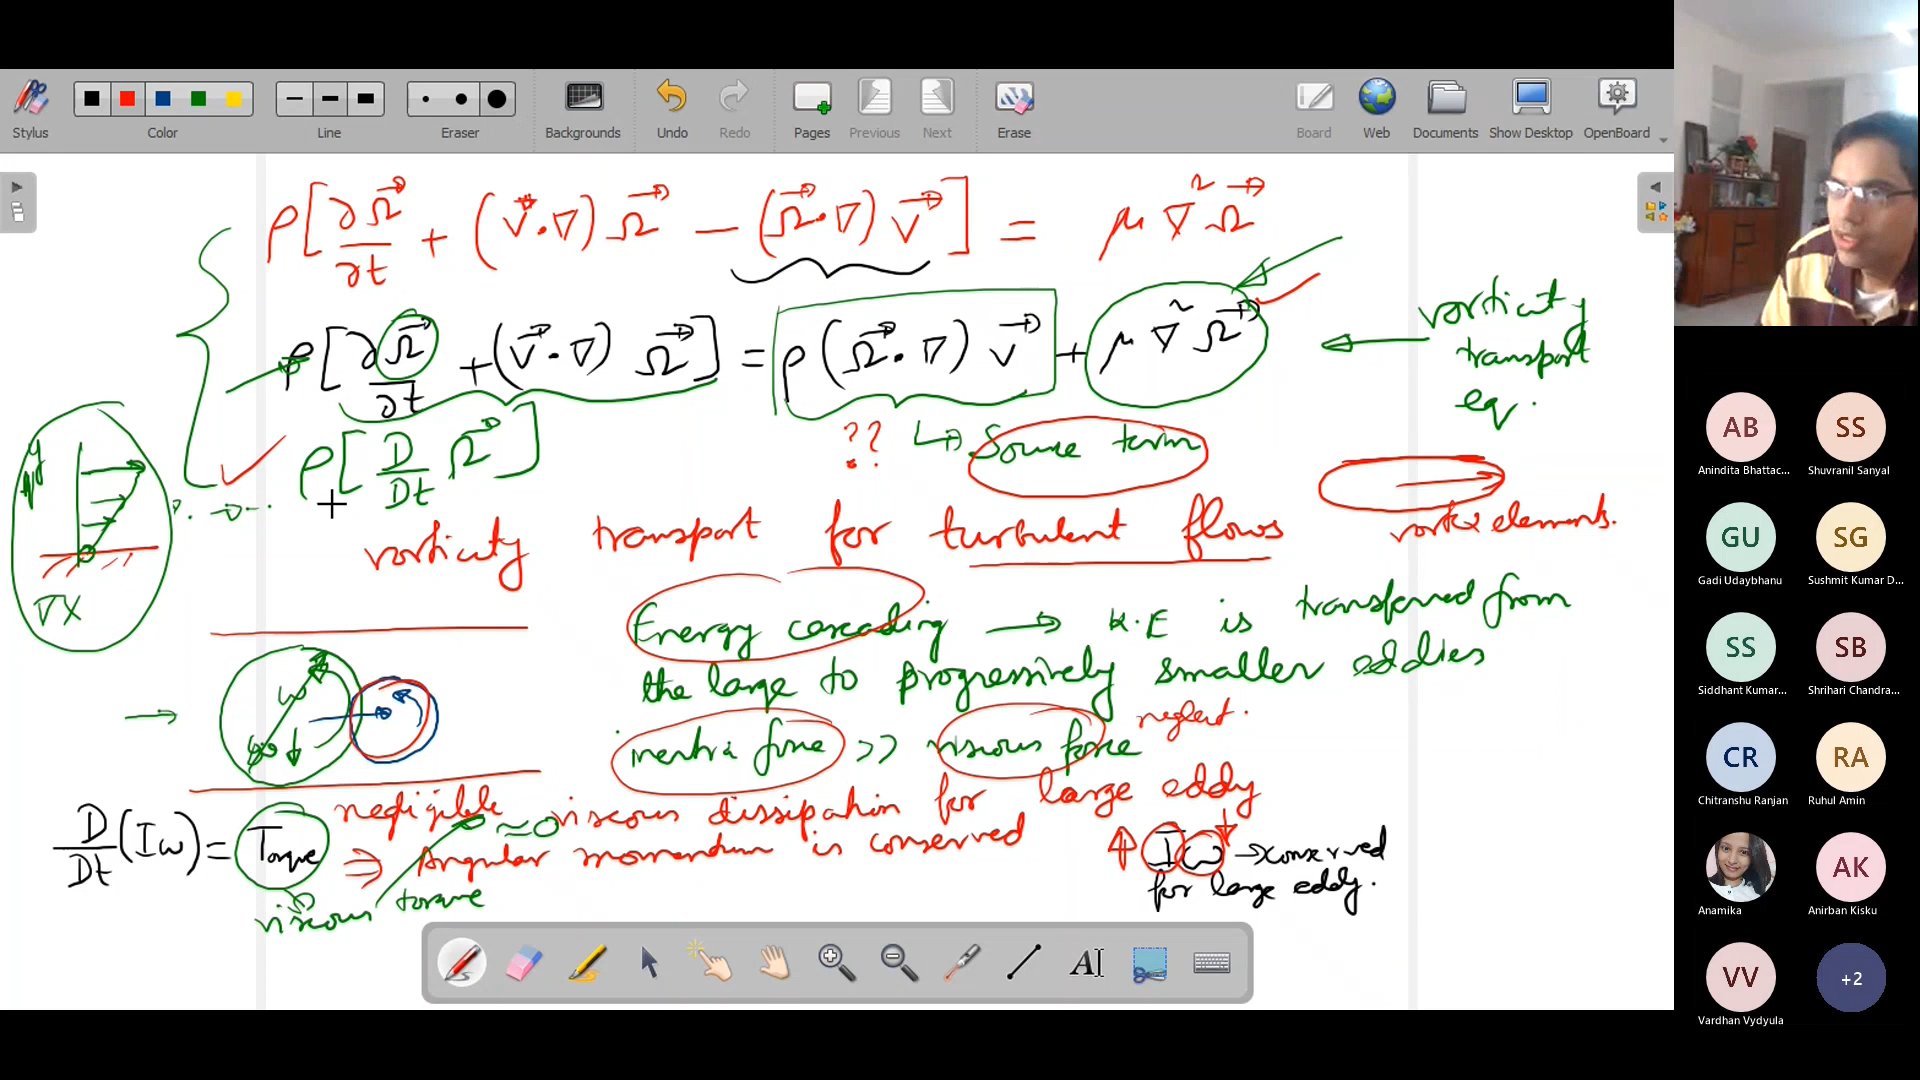 Stylus
Color
Line
Eraser
Backgrounds
Undo
Redo
Pages
Previous
Next
Erase
Board
Web
Documents
Show Desktop
OpenBoard
ρ[∂Ω⃗/∂t + (V⃗·∇)Ω⃗ − (Ω⃗·∇)V⃗] = μ∇²Ω⃗
ρ[∂Ω⃗/∂t + (V⃗·∇)Ω⃗] = ρ(Ω⃗·∇)V⃗ + μ∇²Ω⃗
vorticity
transport
eq.
ρ[D/Dt Ω⃗]
?? ↳ Source term
y
∇X
vortex elements.
vorticity transport for turbulent flows
Energy cascading → K.E is transferred from
the large to progressively smaller eddies
inertia force >> viscous force
neglect.
ω
negligible viscous dissipation for large eddy
D/Dt (Iω) = Torque ⇒ Angular momentum is conserved
≈0
viscous torque
↑ Iω ↓ → conserved
for large eddy.
AB
Anindita Bhattac...
SS
Shuvranil Sanyal
GU
Gadi Udaybhanu
SG
Sushmit Kumar D...
SS
Siddhant Kumar...
SB
Shrihari Chandra...
CR
Chitranshu Ranjan
RA
Ruhul Amin
Anamika
AK
Anirban Kisku
VV
Vardhan Vydyula
+2